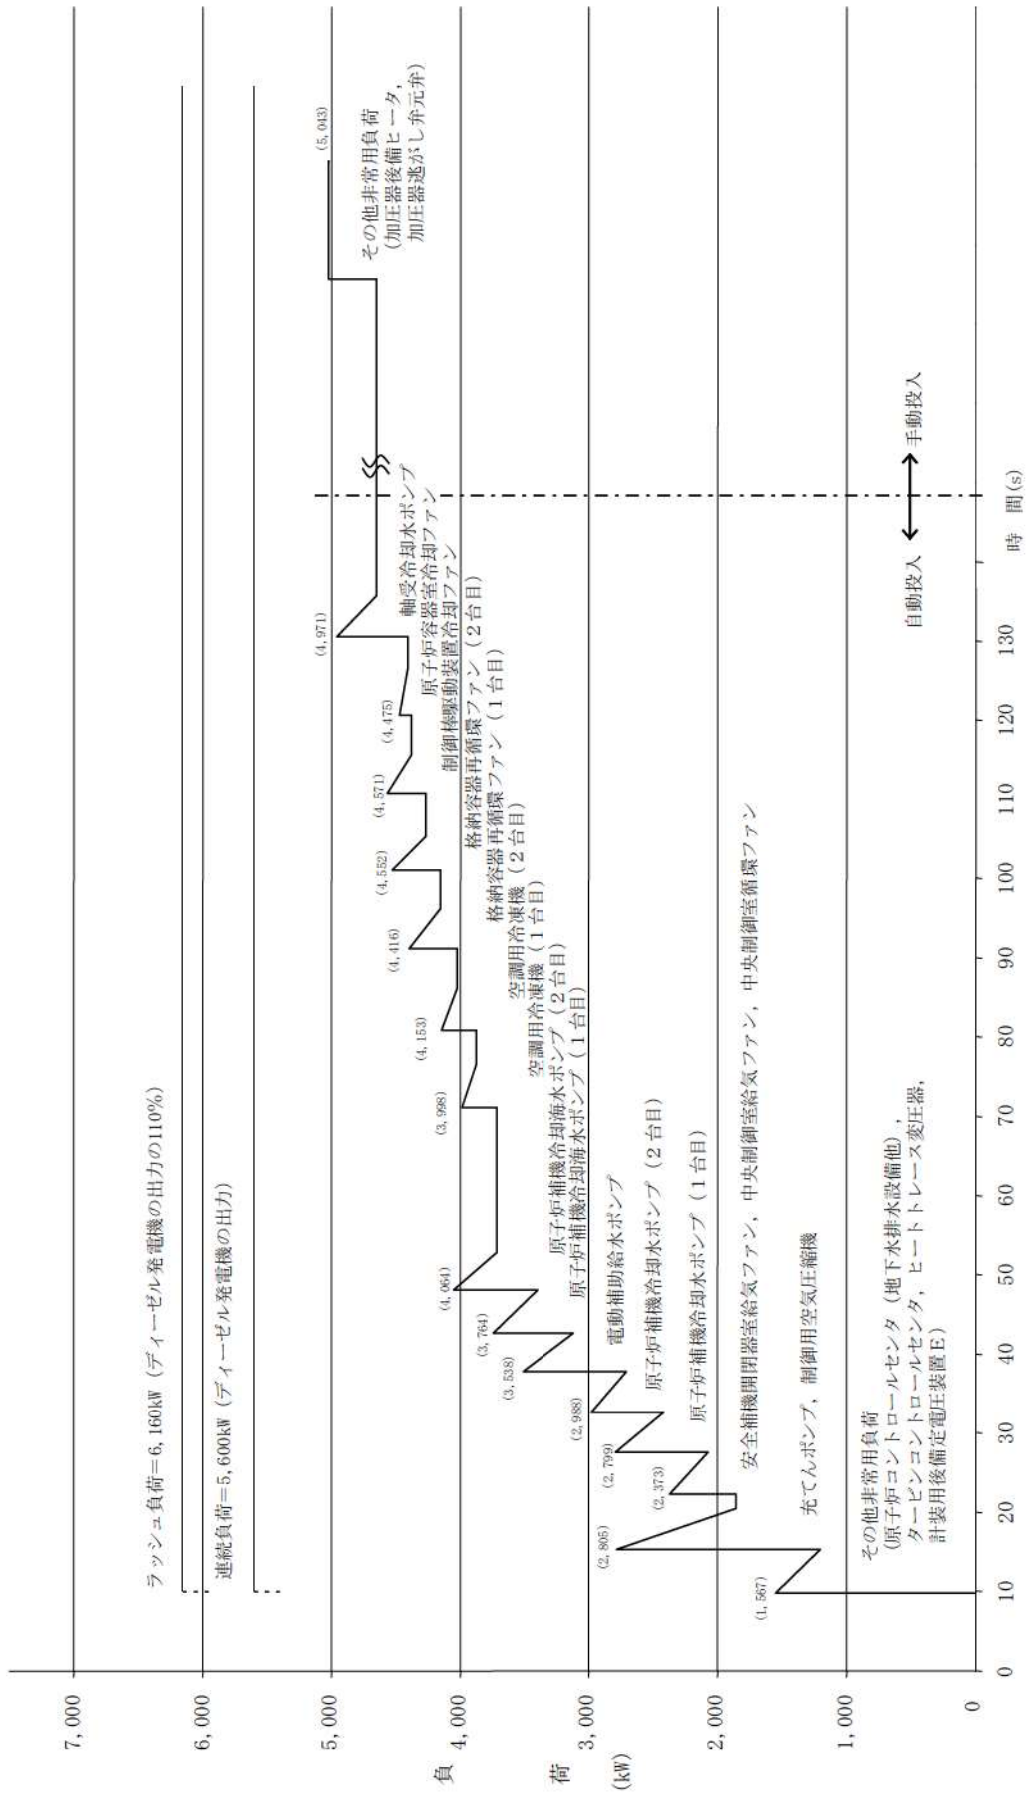 7,000
6,000
5,000
4,000
3,000
2,000
1,000
0
負
荷
(kW)
ラッシュ負荷=6,160kW (ディーゼル発電機の出力の110%)
連続負荷=5,600kW (ディーゼル発電機の出力)
(1,567)
(2,805)
(2,373)
(2,799)
(2,988)
(3,538)
(3,764)
(4,064)
(3,998)
(4,153)
(4,416)
(4,552)
(4,571)
(4,475)
(4,971)
(5,043)
その他非常用負荷
(加圧器後備ヒータ,
加圧器逃がし弁元弁)
軸受冷却水ポンプ
原子炉容器室冷却ファン
制御棒駆動装置冷却ファン
格納容器再循環ファン (2台目)
格納容器再循環ファン (1台目)
空調用冷凍機 (2台目)
空調用冷凍機 (1台目)
原子炉補機冷却海水ポンプ (2台目)
原子炉補機冷却海水ポンプ (1台目)
電動補助給水ポンプ
原子炉補機冷却水ポンプ (2台目)
原子炉補機冷却水ポンプ (1台目)
安全補機開閉器室給気ファン, 中央制御室給気ファン, 中央制御室循環ファン
充てんポンプ, 制御用空気圧縮機
その他非常用負荷
(原子炉コントロールセンタ (地下水排水設備他),
タービンコントロールセンタ, ヒートトレース変圧器,
計装用後備定電圧装置E)
自動投入
手動投入
0
10
20
30
40
50
60
70
80
90
100
110
120
130
時 間(s)